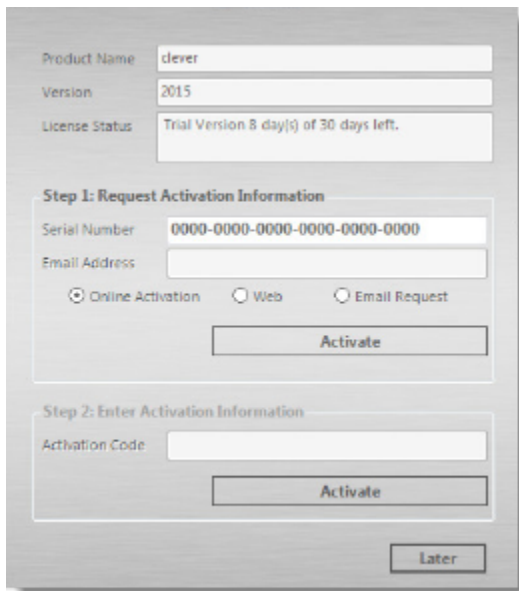 Product Name clever
Version 2015
License Status Trial Version 8 day(s) of 30 days left.
Step 1: Request Activation Information
Serial Number 0000-0000-0000-0000-0000-0000
Email Address
Online Activation Web Email Request
Activate
Step 2: Enter Activation Information
Activation Code
Activate
Later